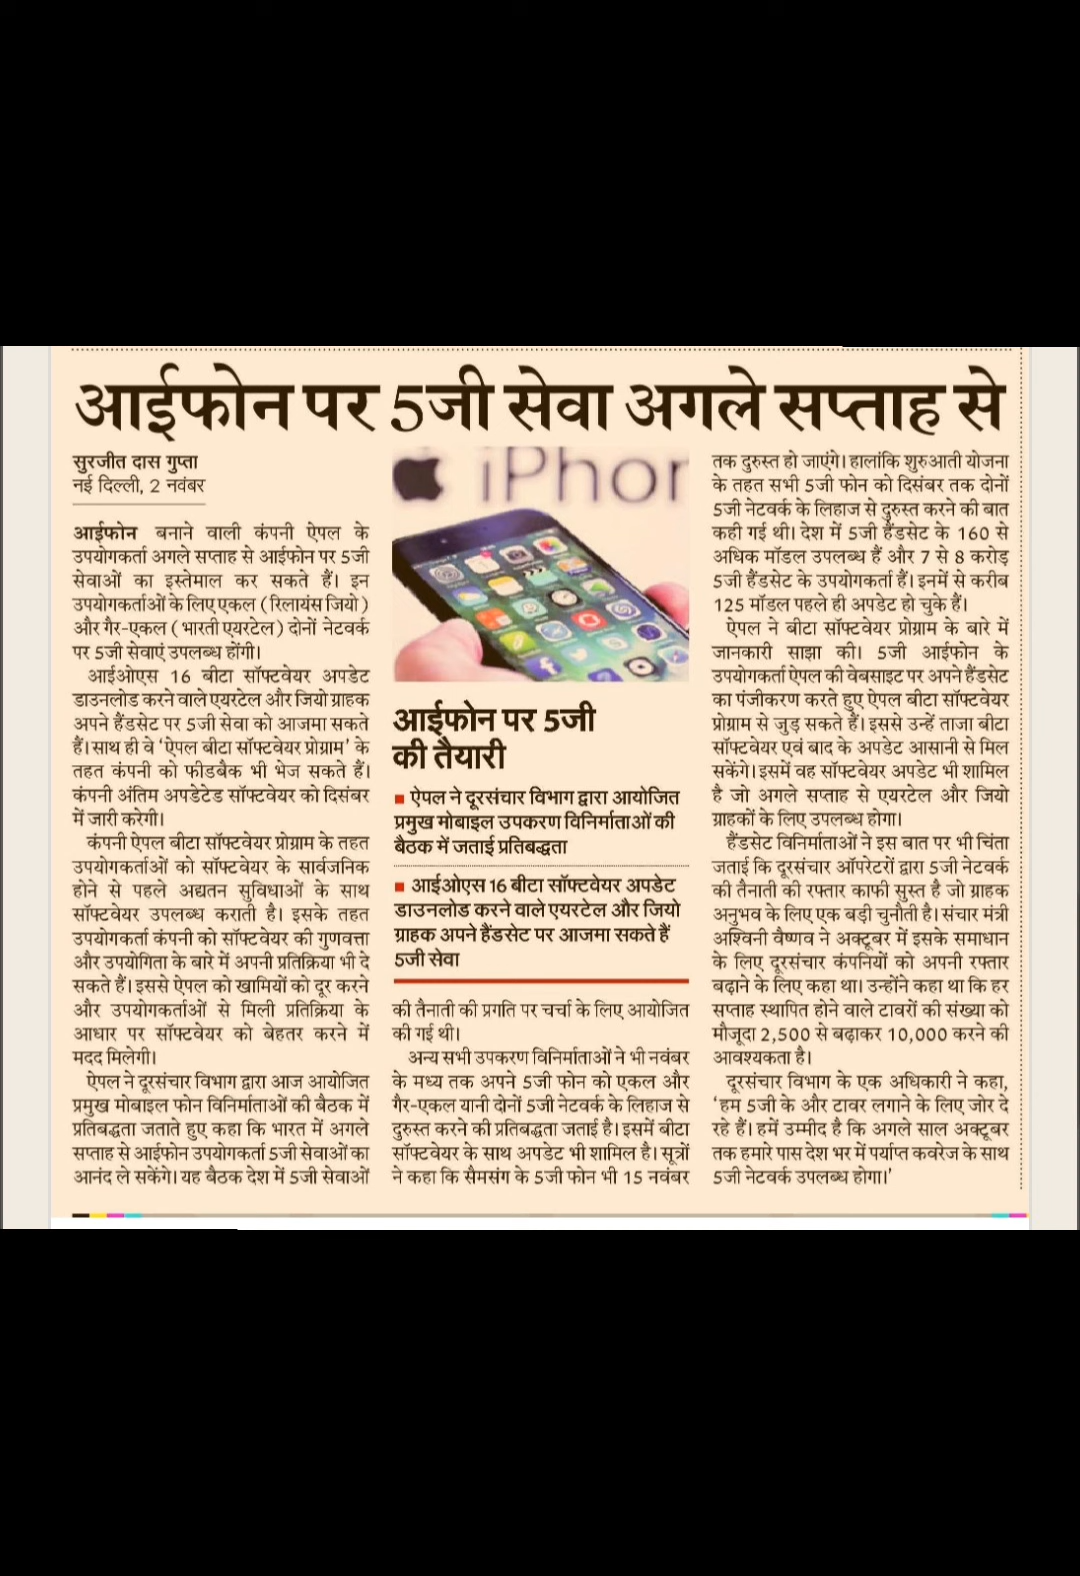 आईफोन पर 5जी सेवा अगले सप्ताह से
सुरजीत दास गुप्ता
नई दिल्ली, 2 नवंबर
आईफोन बनाने वाली कंपनी ऐपल के
उपयोगकर्ता अगले सप्ताह से आईफोन पर 5जी
सेवाओं का इस्तेमाल कर सकते हैं। इन
उपयोगकर्ताओं के लिए एकल (रिलायंस जियो)
और गैर-एकल (भारती एयरटेल) दोनों नेटवर्क
पर 5जी सेवाएं उपलब्ध होंगी।
आईओएस 16 बीटा सॉफ्टवेयर अपडेट
डाउनलोड करने वाले एयरटेल और जियो ग्राहक
अपने हैंडसेट पर 5जी सेवा को आजमा सकते
हैं। साथ ही वे 'ऐपल बीटा सॉफ्टवेयर प्रोग्राम' के
तहत कंपनी को फीडबैक भी भेज सकते हैं।
कंपनी अंतिम अपडेटेड सॉफ्टवेयर को दिसंबर
में जारी करेगी।
कंपनी ऐपल बीटा सॉफ्टवेयर प्रोग्राम के तहत
उपयोगकर्ताओं को सॉफ्टवेयर के सार्वजनिक
होने से पहले अद्यतन सुविधाओं के साथ
सॉफ्टवेयर उपलब्ध कराती है। इसके तहत
उपयोगकर्ता कंपनी को सॉफ्टवेयर की गुणवत्ता
और उपयोगिता के बारे में अपनी प्रतिक्रिया भी दे
सकते हैं। इससे ऐपल को खामियों को दूर करने
और उपयोगकर्ताओं से मिली प्रतिक्रिया के
आधार पर सॉफ्टवेयर को बेहतर करने में
मदद मिलेगी।
ऐपल ने दूरसंचार विभाग द्वारा आज आयोजित
प्रमुख मोबाइल फोन विनिर्माताओं की बैठक में
प्रतिबद्धता जताते हुए कहा कि भारत में अगले
सप्ताह से आईफोन उपयोगकर्ता 5जी सेवाओं का
आनंद ले सकेंगे। यह बैठक देश में 5जी सेवाओं
iPhon
आईफोन पर 5जी
की तैयारी
■ ऐपल ने दूरसंचार विभाग द्वारा आयोजित
प्रमुख मोबाइल उपकरण विनिर्माताओं की
बैठक में जताई प्रतिबद्धता
■ आईओएस 16 बीटा सॉफ्टवेयर अपडेट
डाउनलोड करने वाले एयरटेल और जियो
ग्राहक अपने हैंडसेट पर आजमा सकते हैं
5जी सेवा
की तैनाती की प्रगति पर चर्चा के लिए आयोजित
की गई थी।
अन्य सभी उपकरण विनिर्माताओं ने भी नवंबर
के मध्य तक अपने 5जी फोन को एकल और
गैर-एकल यानी दोनों 5जी नेटवर्क के लिहाज से
दुरुस्त करने की प्रतिबद्धता जताई है। इसमें बीटा
सॉफ्टवेयर के साथ अपडेट भी शामिल है। सूत्रों
ने कहा कि सैमसंग के 5जी फोन भी 15 नवंबर
तक दुरुस्त हो जाएंगे। हालांकि शुरुआती योजना
के तहत सभी 5जी फोन को दिसंबर तक दोनों
5जी नेटवर्क के लिहाज से दुरुस्त करने की बात
कही गई थी। देश में 5जी हैंडसेट के 160 से
अधिक मॉडल उपलब्ध हैं और 7 से 8 करोड़
5जी हैंडसेट के उपयोगकर्ता हैं। इनमें से करीब
125 मॉडल पहले ही अपडेट हो चुके हैं।
ऐपल ने बीटा सॉफ्टवेयर प्रोग्राम के बारे में
जानकारी साझा की। 5जी आईफोन के
उपयोगकर्ता ऐपल की वेबसाइट पर अपने हैंडसेट
का पंजीकरण करते हुए ऐपल बीटा सॉफ्टवेयर
प्रोग्राम से जुड़ सकते हैं। इससे उन्हें ताजा बीटा
सॉफ्टवेयर एवं बाद के अपडेट आसानी से मिल
सकेंगे। इसमें वह सॉफ्टवेयर अपडेट भी शामिल
है जो अगले सप्ताह से एयरटेल और जियो
ग्राहकों के लिए उपलब्ध होगा।
हैंडसेट विनिर्माताओं ने इस बात पर भी चिंता
जताई कि दूरसंचार ऑपरेटरों द्वारा 5जी नेटवर्क
की तैनाती की रफ्तार काफी सुस्त है जो ग्राहक
अनुभव के लिए एक बड़ी चुनौती है। संचार मंत्री
अश्विनी वैष्णव ने अक्टूबर में इसके समाधान
के लिए दूरसंचार कंपनियों को अपनी रफ्तार
बढ़ाने के लिए कहा था। उन्होंने कहा था कि हर
सप्ताह स्थापित होने वाले टावरों की संख्या को
मौजूदा 2,500 से बढ़ाकर 10,000 करने की
आवश्यकता है।
दूरसंचार विभाग के एक अधिकारी ने कहा,
'हम 5जी के और टावर लगाने के लिए जोर दे
रहे हैं। हमें उम्मीद है कि अगले साल अक्टूबर
तक हमारे पास देश भर में पर्याप्त कवरेज के साथ
5जी नेटवर्क उपलब्ध होगा।'